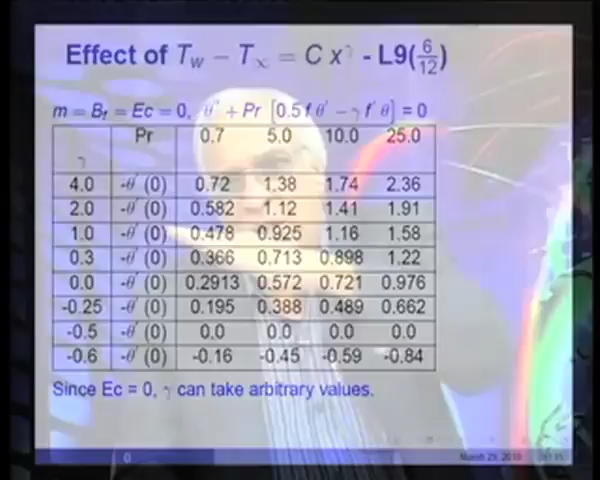 Effect of T_w − T_∞ = C x^γ - L9(6/12)
m = B_f = Ec = 0, θ″ + Pr [0.5 f θ′ − γ f′ θ] = 0
Pr 0.7 5.0 10.0 25.0
γ
4.0 -θ′ (0) 0.72 1.38 1.74 2.36
2.0 -θ′ (0) 0.582 1.12 1.41 1.91
1.0 -θ′ (0) 0.478 0.925 1.16 1.58
0.3 -θ′ (0) 0.366 0.713 0.898 1.22
0.0 -θ′ (0) 0.2913 0.572 0.721 0.976
-0.25 -θ′ (0) 0.195 0.388 0.489 0.662
-0.5 -θ′ (0) 0.0 0.0 0.0 0.0
-0.6 -θ′ (0) -0.16 -0.45 -0.59 -0.84
Since Ec = 0, γ can take arbitrary values.
()
March 29, 2010